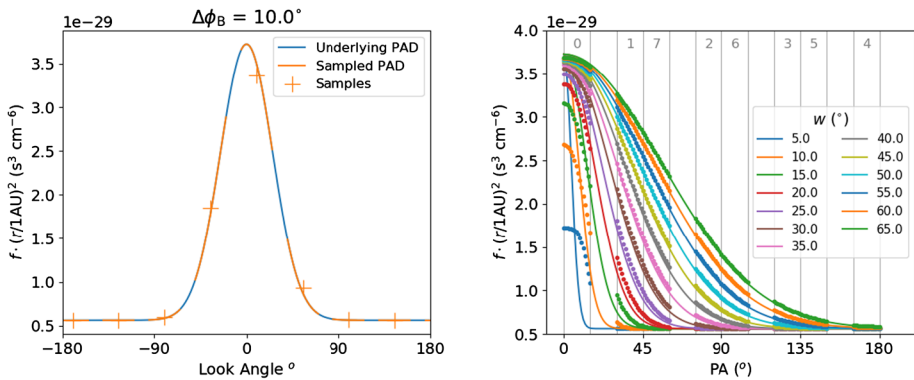 Δϕ_B = 10.0°
1e−29
3.5
3.0
2.5
2.0
1.5
1.0
0.5
f · (r/1AU)² (s³ cm⁻⁶)
Underlying PAD
Sampled PAD
Samples
−180 −90 0 90 180
Look Angle °
1e−29
4.0
3.5
3.0
2.5
2.0
1.5
1.0
0.5
f · (r/1AU)² (s³ cm⁻⁶)
0 1 7 2 6 3 5 4
w (°)
5.0 40.0
10.0 45.0
15.0 50.0
20.0 55.0
25.0 60.0
30.0 65.0
35.0
0 45 90 135 180
PA (°)